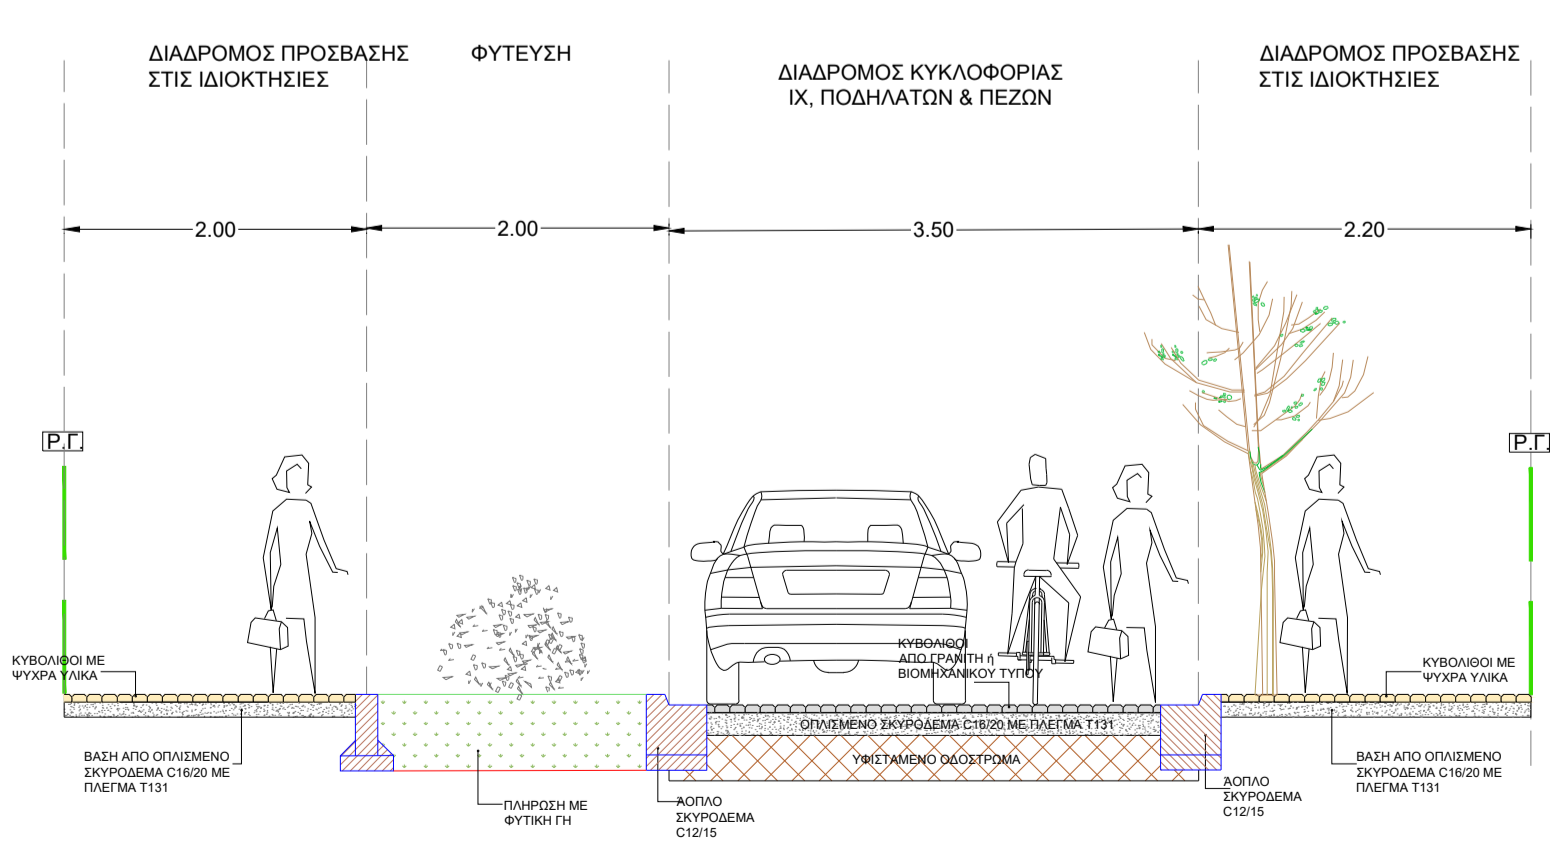 ΔΙΑΔΡΟΜΟΣ ΠΡΟΣΒΑΣΗΣ
ΣΤΙΣ ΙΔΙΟΚΤΗΣΙΕΣ
ΦΥΤΕΥΣΗ
ΔΙΑΔΡΟΜΟΣ ΚΥΚΛΟΦΟΡΙΑΣ
ΙΧ, ΠΟΔΗΛΑΤΩΝ & ΠΕΖΩΝ
ΔΙΑΔΡΟΜΟΣ ΠΡΟΣΒΑΣΗΣ
ΣΤΙΣ ΙΔΙΟΚΤΗΣΙΕΣ
2.00
2.00
3.50
2.20
Ρ.Γ.
Ρ.Γ.
ΚΥΒΟΛΙΘΟΙ ΜΕ
ΨΥΧΡΑ ΥΛΙΚΑ
ΚΥΒΟΛΙΘΟΙ
ΑΠΟ ΓΡΑΝΙΤΗ ή
ΒΙΟΜΗΧΑΝΙΚΟΥ ΤΥΠΟΥ
ΚΥΒΟΛΙΘΟΙ ΜΕ
ΨΥΧΡΑ ΥΛΙΚΑ
ΟΠΛΙΣΜΕΝΟ ΣΚΥΡΟΔΕΜΑ C16/20 ΜΕ ΠΛΕΓΜΑ Τ131
ΥΦΙΣΤΑΜΕΝΟ ΟΔΟΣΤΡΩΜΑ
ΒΑΣΗ ΑΠΟ ΟΠΛΙΣΜΕΝΟ
ΣΚΥΡΟΔΕΜΑ C16/20 ΜΕ
ΠΛΕΓΜΑ Τ131
ΠΛΗΡΩΣΗ ΜΕ
ΦΥΤΙΚΗ ΓΗ
ΆΟΠΛΟ
ΣΚΥΡΟΔΕΜΑ
C12/15
ΆΟΠΛΟ
ΣΚΥΡΟΔΕΜΑ
C12/15
ΒΑΣΗ ΑΠΟ ΟΠΛΙΣΜΕΝΟ
ΣΚΥΡΟΔΕΜΑ C16/20 ΜΕ
ΠΛΕΓΜΑ Τ131